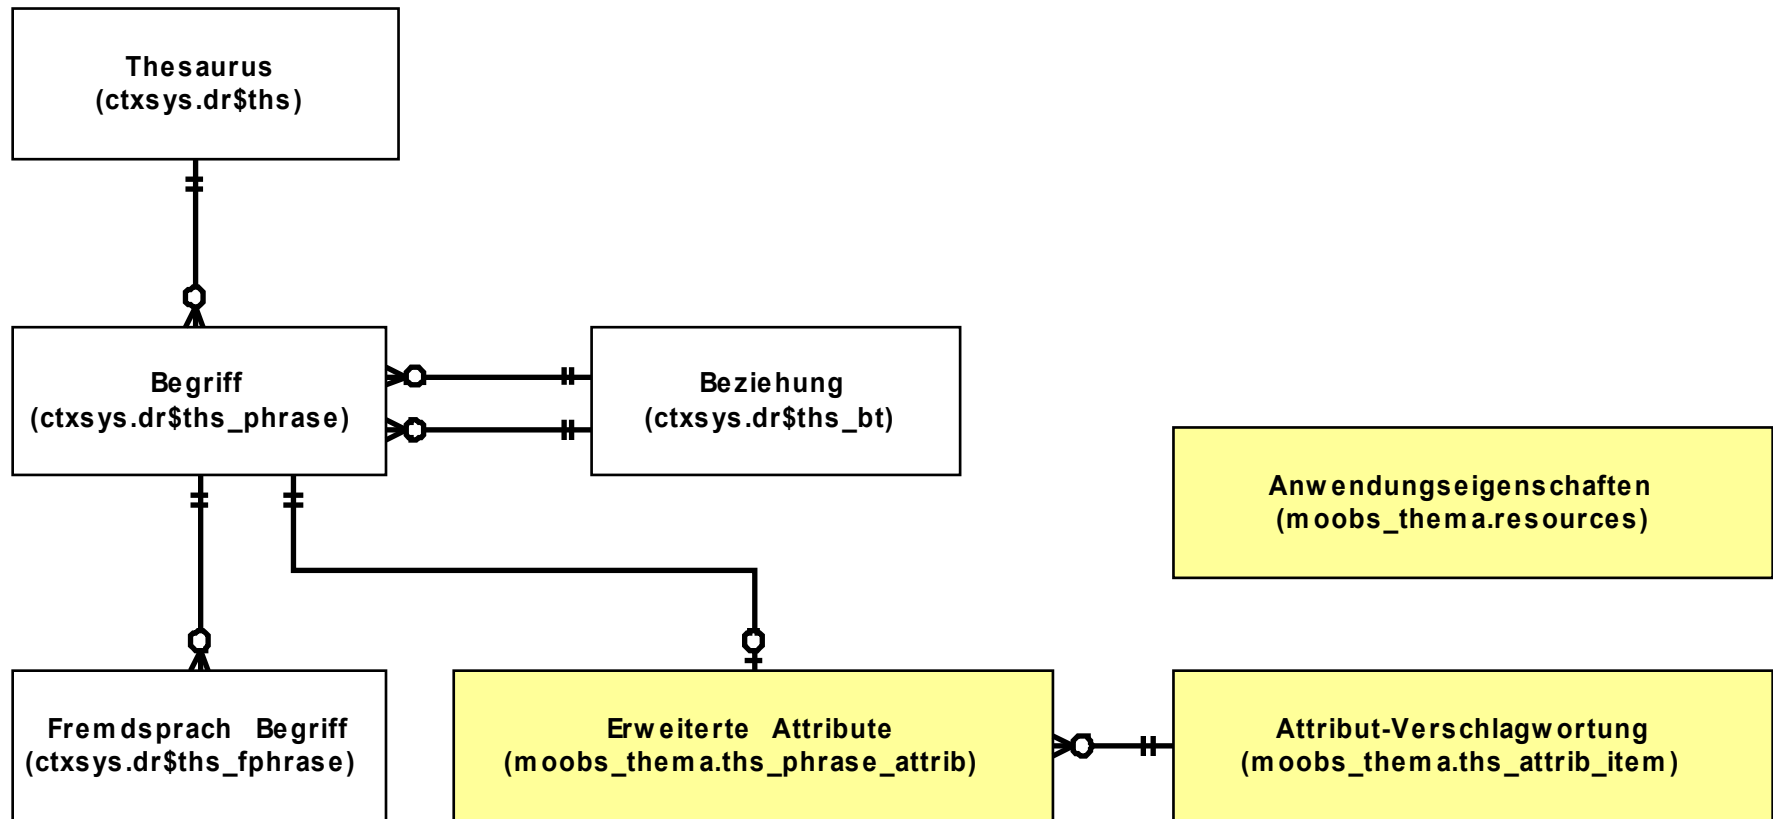 Thesaurus
(ctxsys.dr$ths)
Begriff
(ctxsys.dr$ths_phrase)
Beziehung
(ctxsys.dr$ths_bt)
Anwendungseigenschaften
(moobs_thema.resources)
Fremdsprach Begriff
(ctxsys.dr$ths_fphrase)
Erweiterte Attribute
(moobs_thema.ths_phrase_attrib)
Attribut-Verschlagwortung
(moobs_thema.ths_attrib_item)